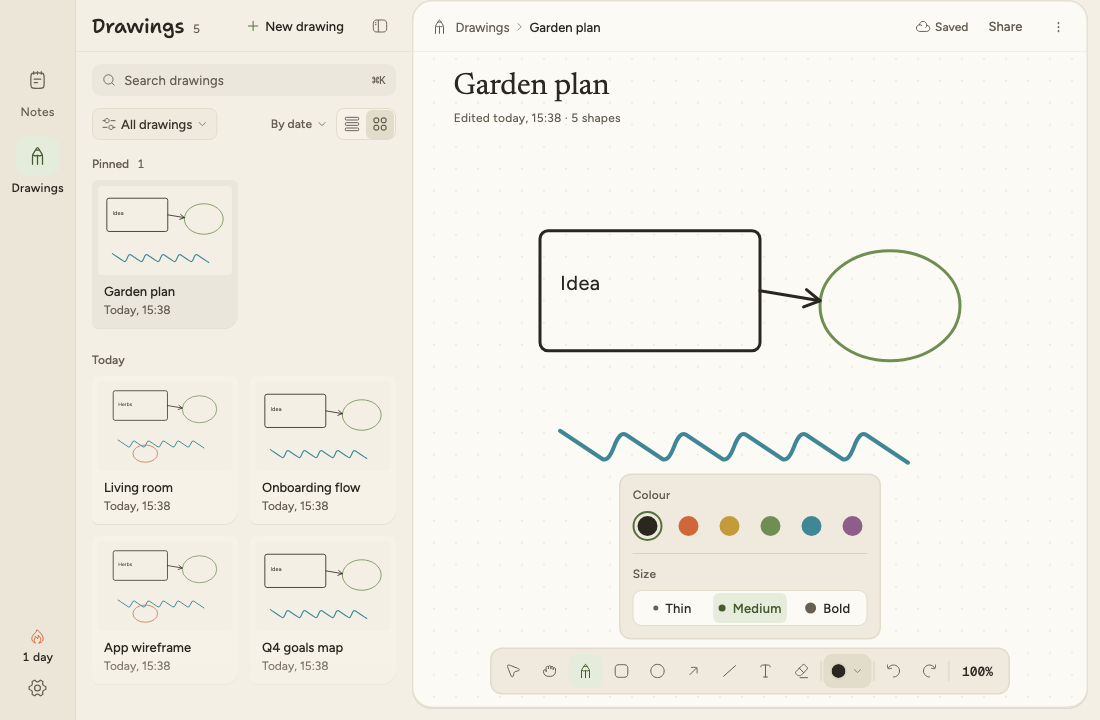 Drawings 5
New drawing
Search drawings ⌘K
All drawings
By date
Notes
Drawings
Pinned 1
Idea
Garden plan
Today, 15:38
Today
Herbs
Living room
Today, 15:38
Idea
Onboarding flow
Today, 15:38
Herbs
App wireframe
Today, 15:38
Idea
Q4 goals map
Today, 15:38
1 day
Drawings > Garden plan
Saved
Share
Garden plan
Edited today, 15:38 · 5 shapes
Idea
Colour
Size
Thin Medium Bold
100%